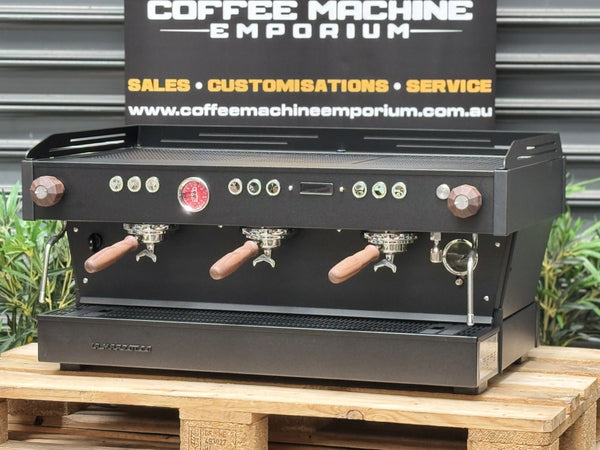 COFFEE MACHINE
EMPORIUM
SALES • CUSTOMISATIONS • SERVICE
www.coffeemachineemporium.com.au